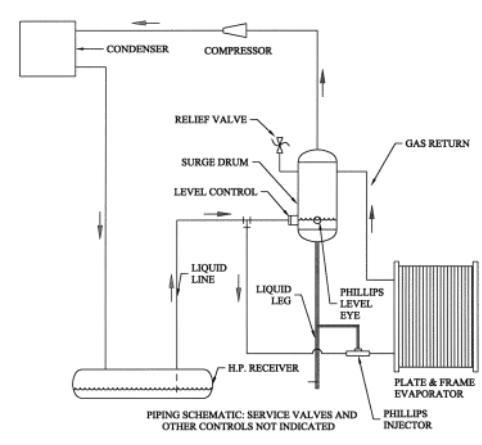 CONDENSER
COMPRESSOR
RELIEF VALVE
GAS RETURN
SURGE DRUM
LEVEL CONTROL
LIQUID
LINE
LIQUID
LEG
PHILLIPS
LEVEL
EYE
H.P. RECEIVER
PLATE & FRAME
EVAPORATOR
PHILLIPS
INJECTOR
PIPING SCHEMATIC: SERVICE VALVES AND
OTHER CONTROLS NOT INDICATED